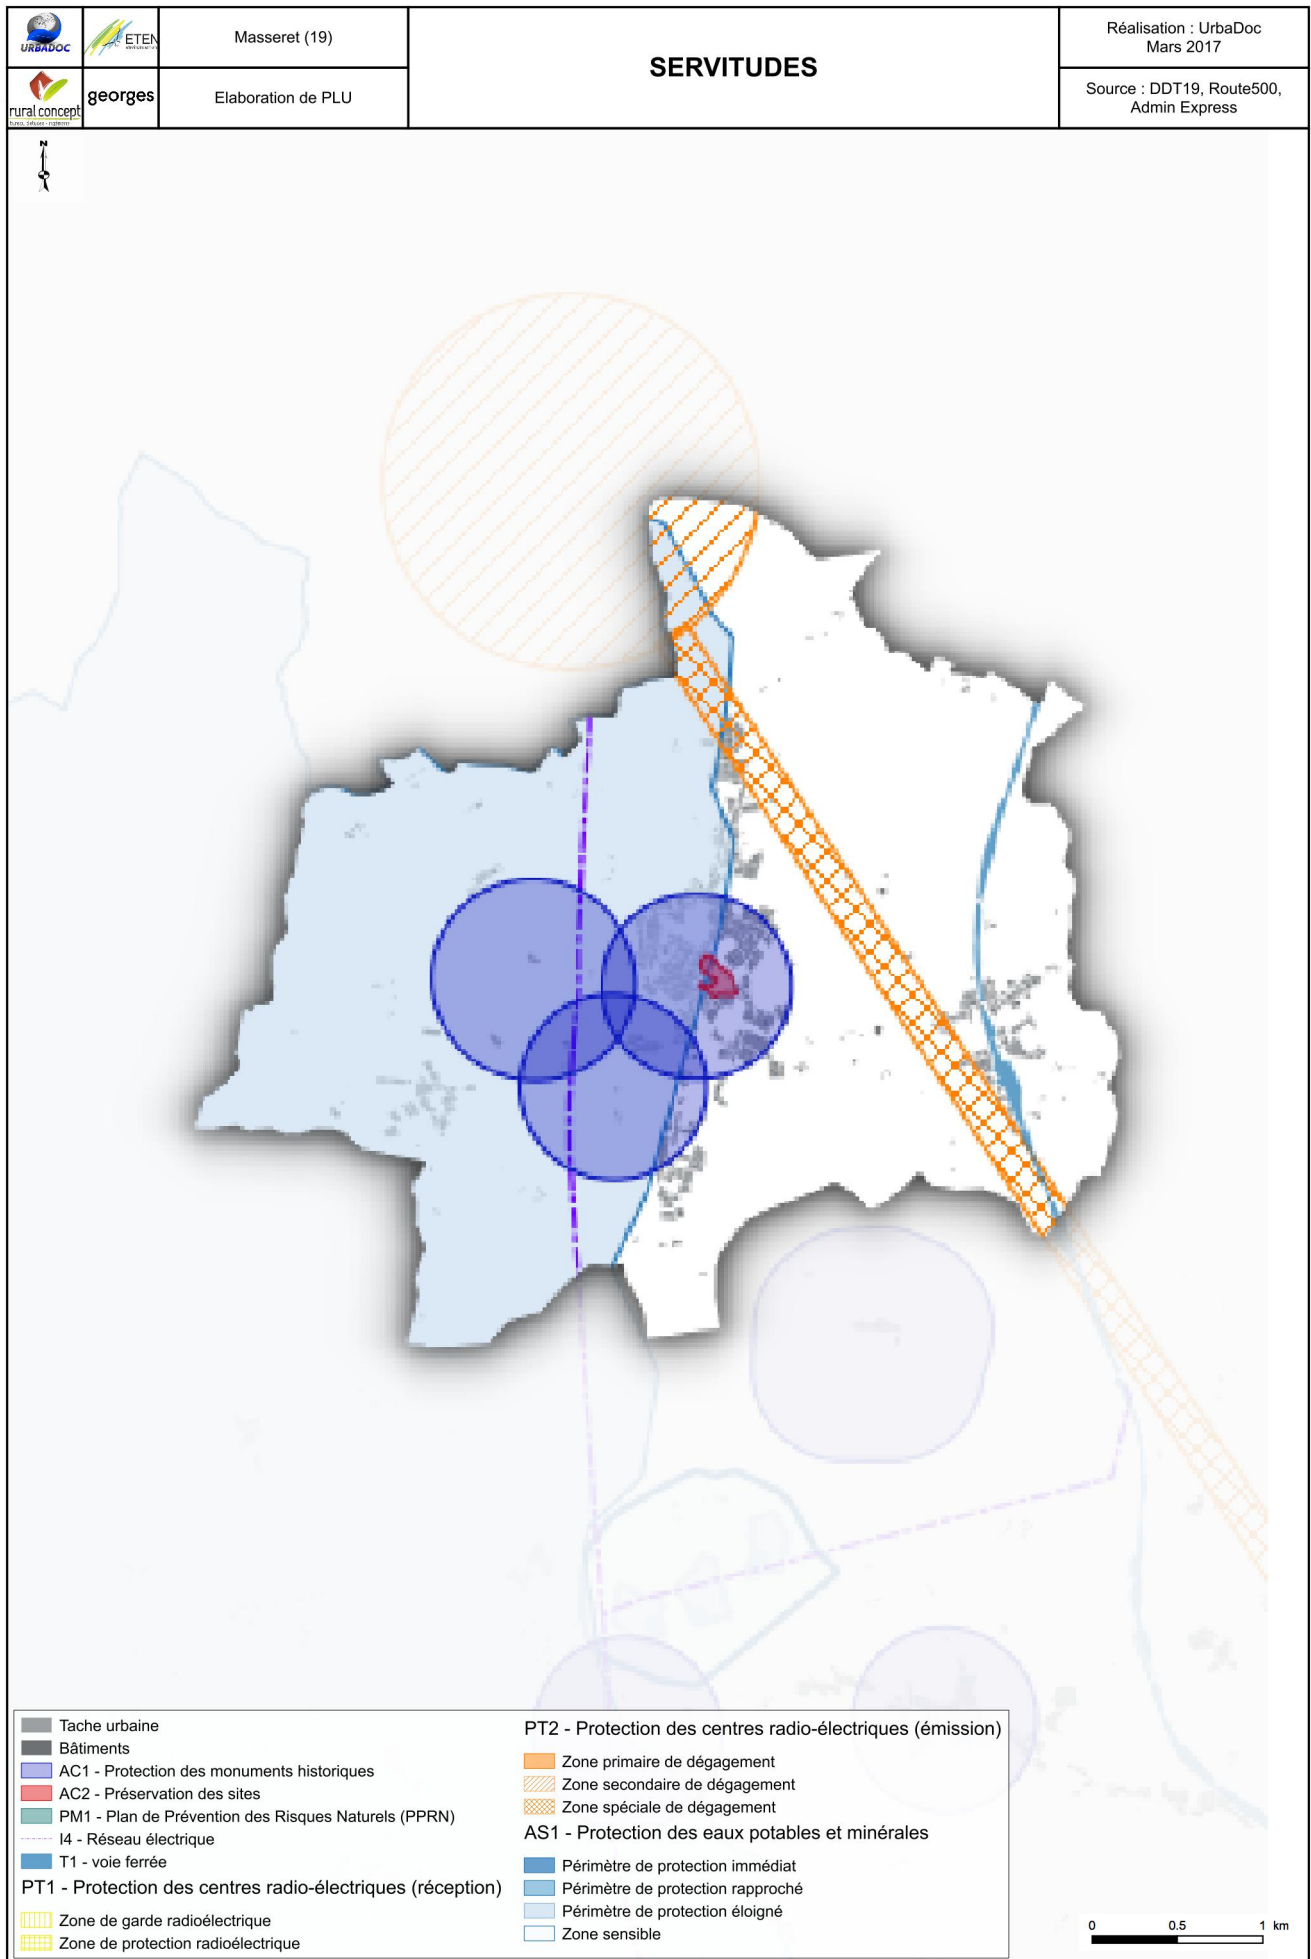 URBADOC
ETEN
environnement
Masseret (19)
SERVITUDES
Réalisation : UrbaDoc
Mars 2017
rural concept
georges
Elaboration de PLU
Source : DDT19, Route500,
Admin Express
N
Tache urbaine
Bâtiments
AC1 - Protection des monuments historiques
AC2 - Préservation des sites
PM1 - Plan de Prévention des Risques Naturels (PPRN)
I4 - Réseau électrique
T1 - voie ferrée
PT1 - Protection des centres radio-électriques (réception)
Zone de garde radioélectrique
Zone de protection radioélectrique
PT2 - Protection des centres radio-électriques (émission)
Zone primaire de dégagement
Zone secondaire de dégagement
Zone spéciale de dégagement
AS1 - Protection des eaux potables et minérales
Périmètre de protection immédiat
Périmètre de protection rapproché
Périmètre de protection éloigné
Zone sensible
0 0.5 1 km